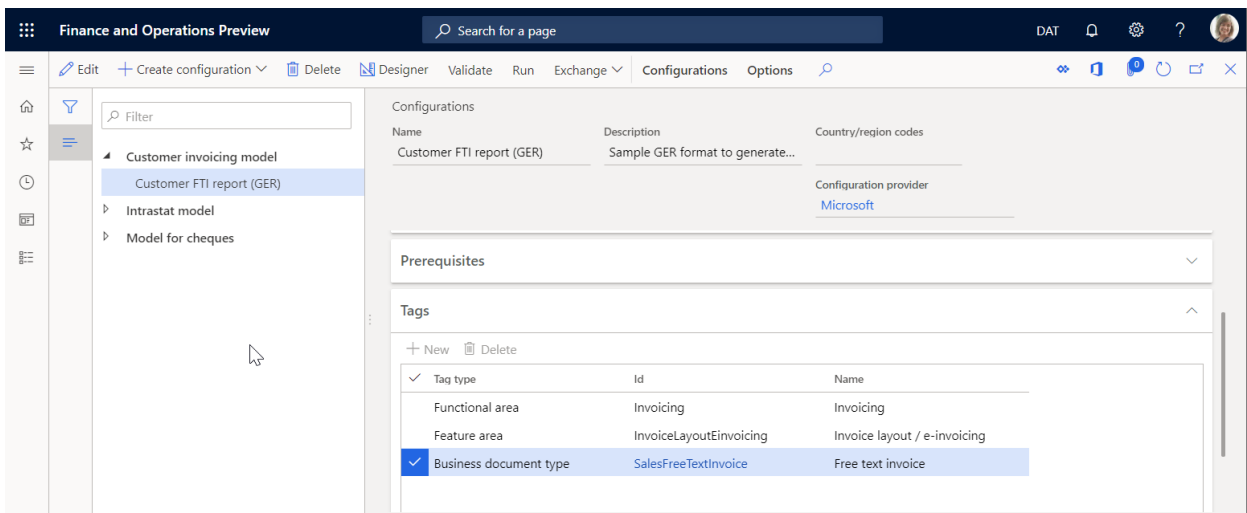 Finance and Operations Preview
Search for a page
DAT
?
Edit
Create configuration
Delete
Designer
Validate
Run
Exchange
Configurations
Options
0
Filter
Customer invoicing model
Customer FTI report (GER)
Intrastat model
Model for cheques
Configurations
Name Description Country/region codes
Customer FTI report (GER) Sample GER format to generate...
Configuration provider
Microsoft
Prerequisites
Tags
New Delete
Tag type Id Name
Functional area Invoicing Invoicing
Feature area InvoiceLayoutEinvoicing Invoice layout / e-invoicing
Business document type SalesFreeTextInvoice Free text invoice